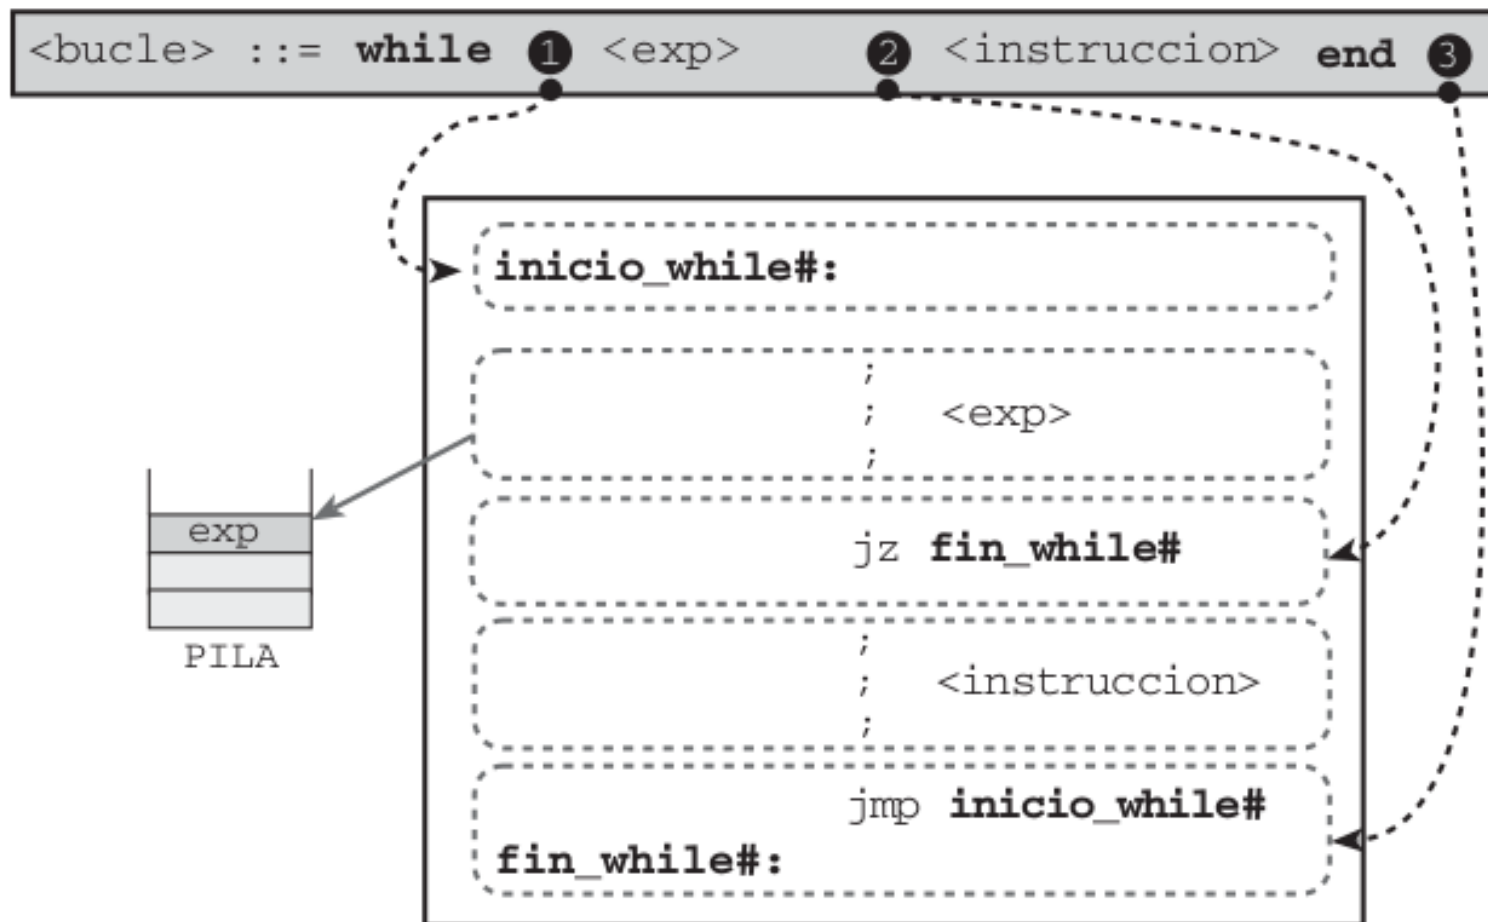 <bucle> ::= while 1 <exp> 2 <instruccion> end 3
inicio_while#:
;
; <exp>
;
exp
PILA
jz fin_while#
;
; <instruccion>
;
jmp inicio_while#
fin_while#: